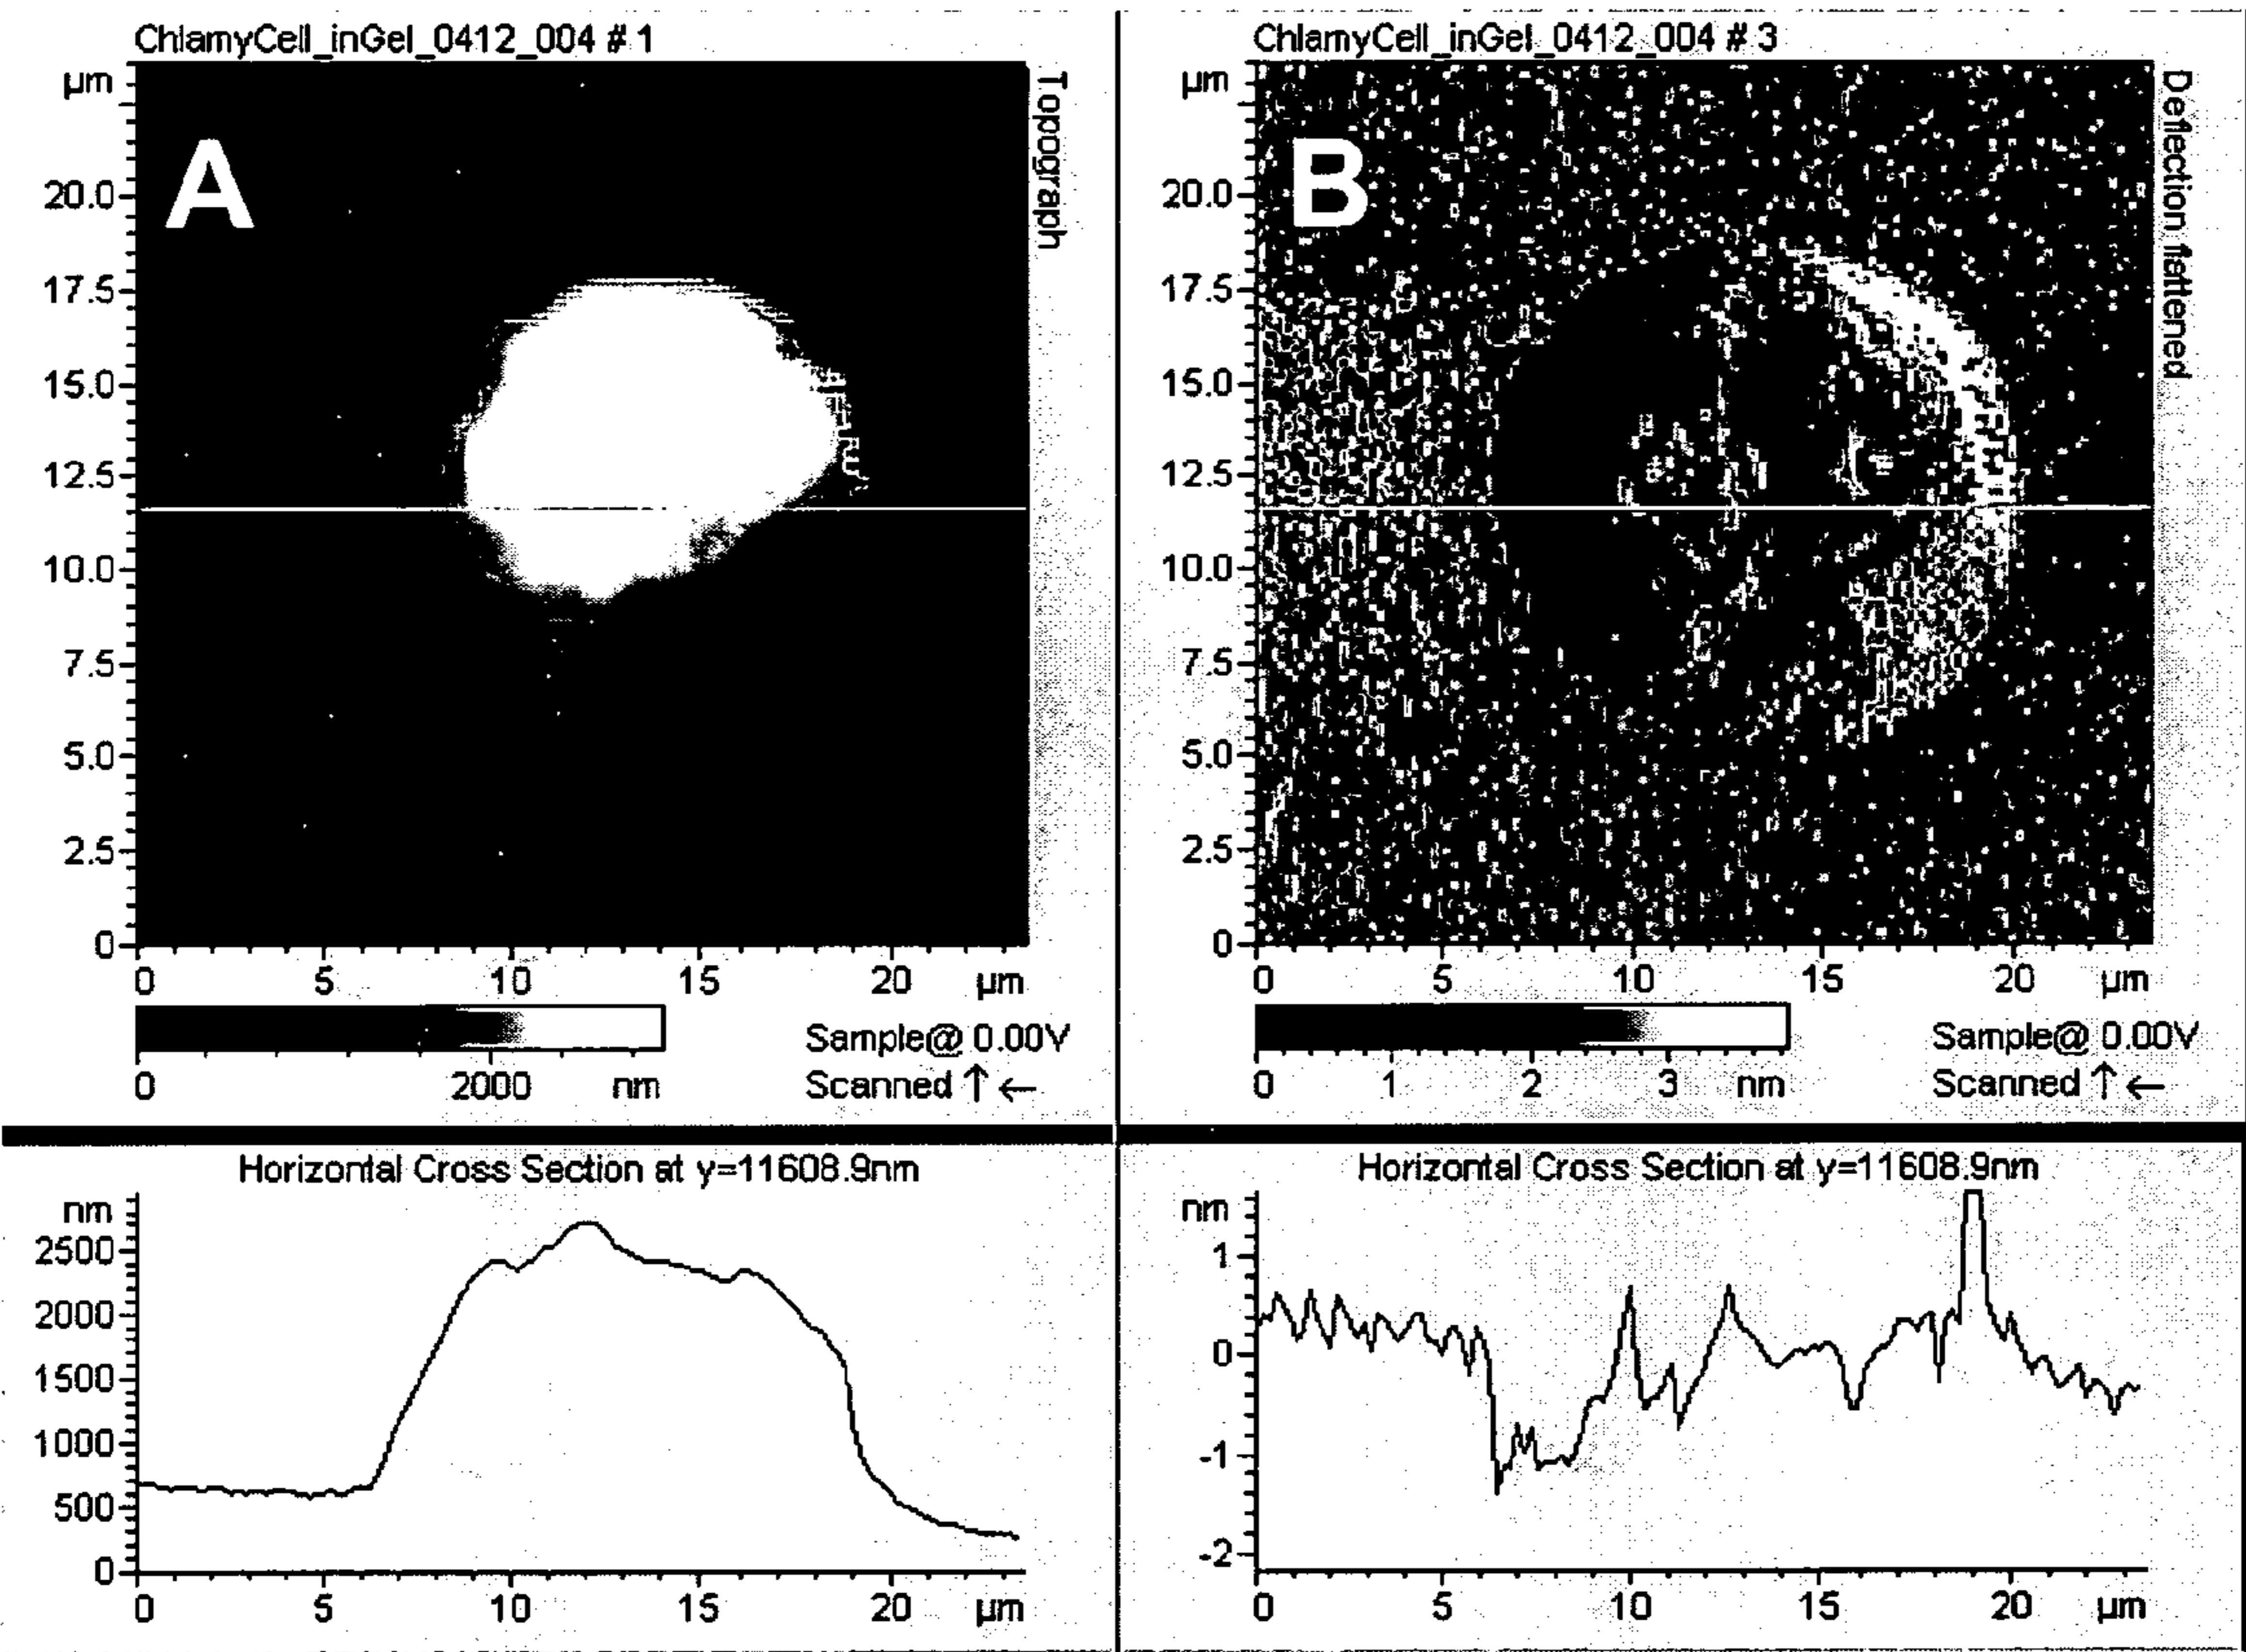 ChlamyCell_inGel_0412_004 # 1
µm
A
Topograph
20.0
17.5
15.0
12.5
10.0
7.5
5.0
2.5
0
0 5 10 15 20 µm
0 2000 nm
Sample@ 0.00V
Scanned ↑ ←
Horizontal Cross Section at y=11608.9nm
nm
2500
2000
1500
1000
500
0
0 5 10 15 20 µm
ChlamyCell_inGel_0412_004 # 3
µm
B
Deflection flattened
20.0
17.5
15.0
12.5
10.0
7.5
5.0
2.5
0
0 5 10 15 20 µm
0 1 2 3 nm
Sample@ 0.00V
Scanned ↑ ←
Horizontal Cross Section at y=11608.9nm
nm
1
0
-1
-2
0 5 10 15 20 µm